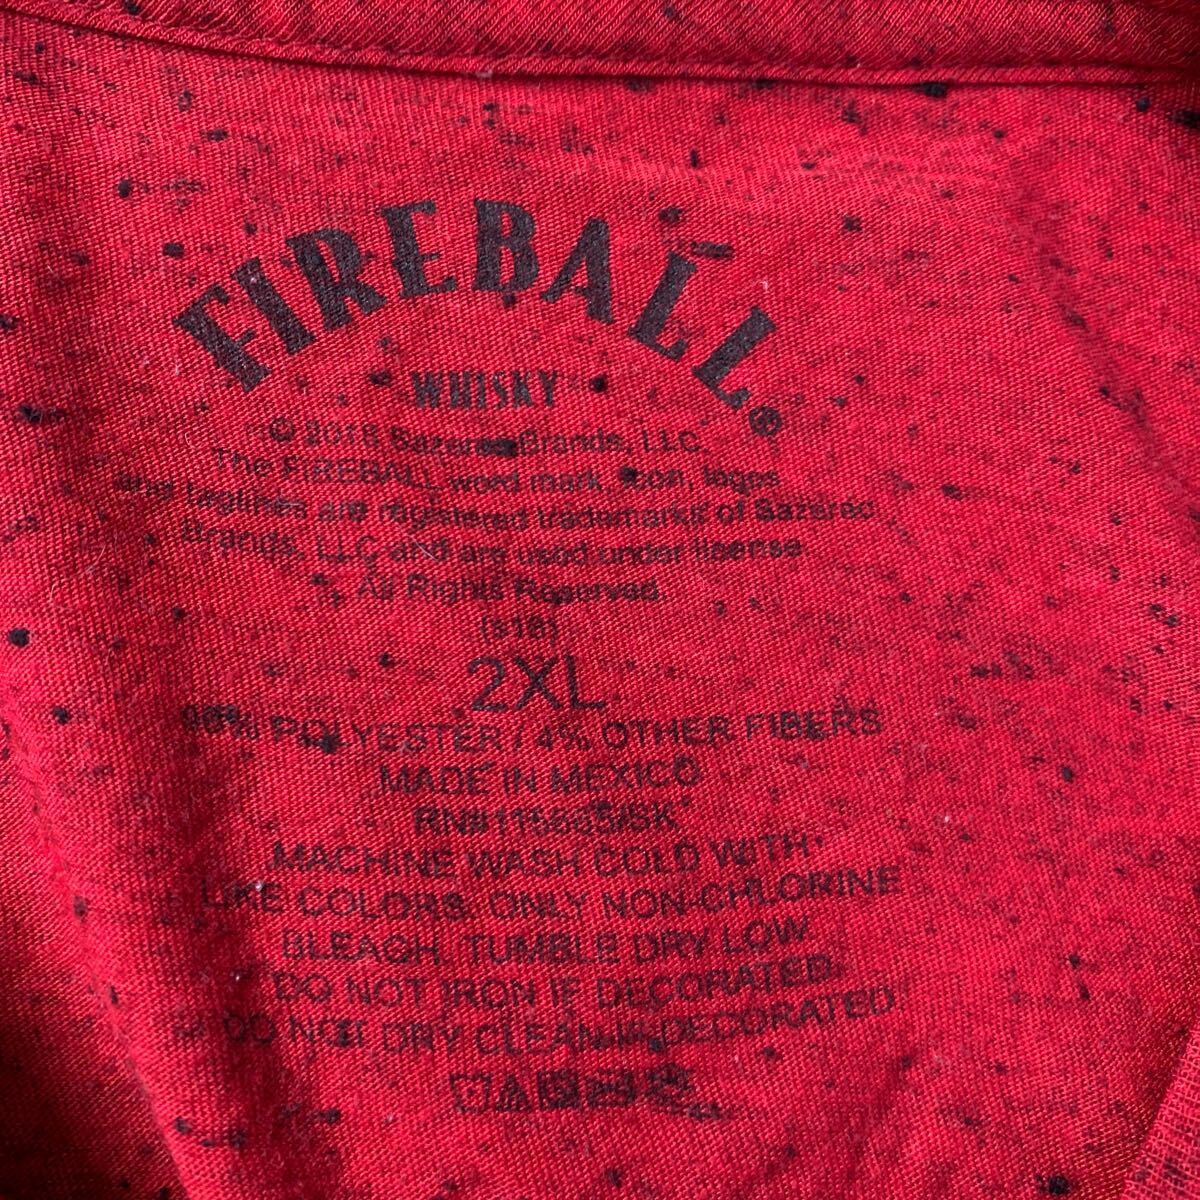 FIREBALL®
WHISKY
© 2018 Sazerac Brands, LLC.
The FIREBALL word mark, icon, logos
and taglines are registered trademarks of Sazerac
Brands, LLC and are used under license.
All Rights Reserved.
(s18)
2XL
96% POLYESTER / 4% OTHER FIBERS
MADE IN MEXICO
MACHINE WASH COLD WITH
LIKE COLORS. ONLY NON-CHLORINE
BLEACH. TUMBLE DRY LOW.
DO NOT IRON IF DECORATED.
DO NOT DRY CLEAN IF DECORATED.